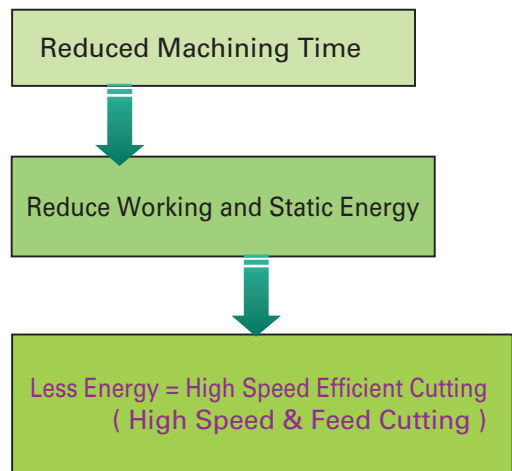 Reduced Machining Time
Reduce Working and Static Energy
Less Energy = High Speed Efficient Cutting
( High Speed & Feed Cutting )